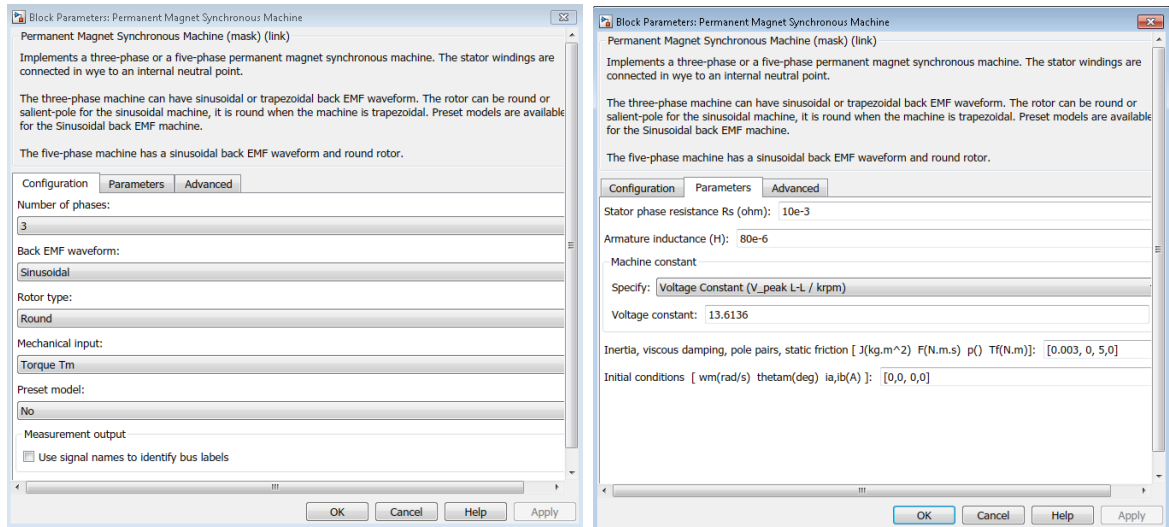 Block Parameters: Permanent Magnet Synchronous Machine
Permanent Magnet Synchronous Machine (mask) (link)
Implements a three-phase or a five-phase permanent magnet synchronous machine. The stator windings are
connected in wye to an internal neutral point.
The three-phase machine can have sinusoidal or trapezoidal back EMF waveform. The rotor can be round or
salient-pole for the sinusoidal machine, it is round when the machine is trapezoidal. Preset models are available
for the Sinusoidal back EMF machine.
The five-phase machine has a sinusoidal back EMF waveform and round rotor.
Configuration Parameters Advanced
Number of phases:
3
Back EMF waveform:
Sinusoidal
Rotor type:
Round
Mechanical input:
Torque Tm
Preset model:
No
Measurement output
Use signal names to identify bus labels
OK Cancel Help Apply
Block Parameters: Permanent Magnet Synchronous Machine
Permanent Magnet Synchronous Machine (mask) (link)
Implements a three-phase or a five-phase permanent magnet synchronous machine. The stator windings are
connected in wye to an internal neutral point.
The three-phase machine can have sinusoidal or trapezoidal back EMF waveform. The rotor can be round or
salient-pole for the sinusoidal machine, it is round when the machine is trapezoidal. Preset models are available
for the Sinusoidal back EMF machine.
The five-phase machine has a sinusoidal back EMF waveform and round rotor.
Configuration Parameters Advanced
Stator phase resistance Rs (ohm): 10e-3
Armature inductance (H): 80e-6
Machine constant
Specify: Voltage Constant (V_peak L-L / krpm)
Voltage constant: 13.6136
Inertia, viscous damping, pole pairs, static friction [ J(kg.m^2) F(N.m.s) p() Tf(N.m)]: [0.003, 0, 5,0]
Initial conditions [ wm(rad/s) thetam(deg) ia,ib(A) ]: [0,0, 0,0]
OK Cancel Help Apply